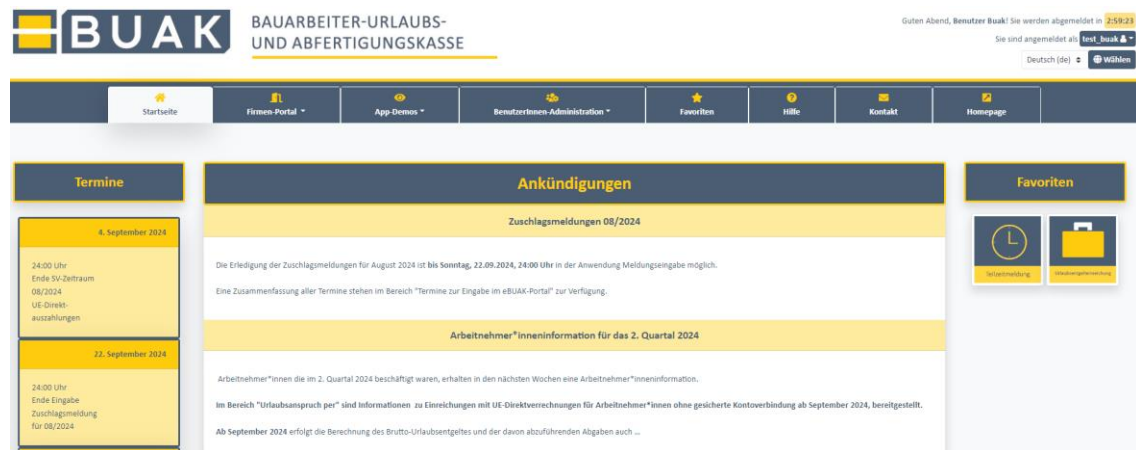 BUAK
BAUARBEITER-URLAUBS-
UND ABFERTIGUNGSKASSE
Guten Abend, Benutzer Buak! Sie werden abgemeldet in 2:59:23
Sie sind angemeldet als test_buak
Deutsch (de) Wählen
Startseite
Firmen-Portal
App-Demos
BenutzerInnen-Administration
Favoriten
Hilfe
Kontakt
Homepage
Termine
4. September 2024
24:00 Uhr
Ende SV-Zeitraum
08/2024
UE-Direkt-
auszahlungen
22. September 2024
24:00 Uhr
Ende Eingabe
Zuschlagsmeldung
für 08/2024
Ankündigungen
Zuschlagsmeldungen 08/2024
Die Erledigung der Zuschlagsmeldungen für August 2024 ist bis Sonntag, 22.09.2024, 24:00 Uhr in der Anwendung Meldungseingabe möglich.
Eine Zusammenfassung aller Termine stehen im Bereich "Termine zur Eingabe im eBUAK-Portal" zur Verfügung.
Arbeitnehmer*inneninformation für das 2. Quartal 2024
Arbeitnehmer*innen die im 2. Quartal 2024 beschäftigt waren, erhalten in den nächsten Wochen eine Arbeitnehmer*inneninformation.
Im Bereich "Urlaubsanspruch per" sind Informationen zu Einreichungen mit UE-Direktverrechnungen für Arbeitnehmer*innen ohne gesicherte Kontoverbindung ab September 2024, bereitgestellt.
Ab September 2024 erfolgt die Berechnung des Brutto-Urlaubsentgeltes und der davon abzuführenden Abgaben auch ...
Favoriten
Teilzeitmeldung